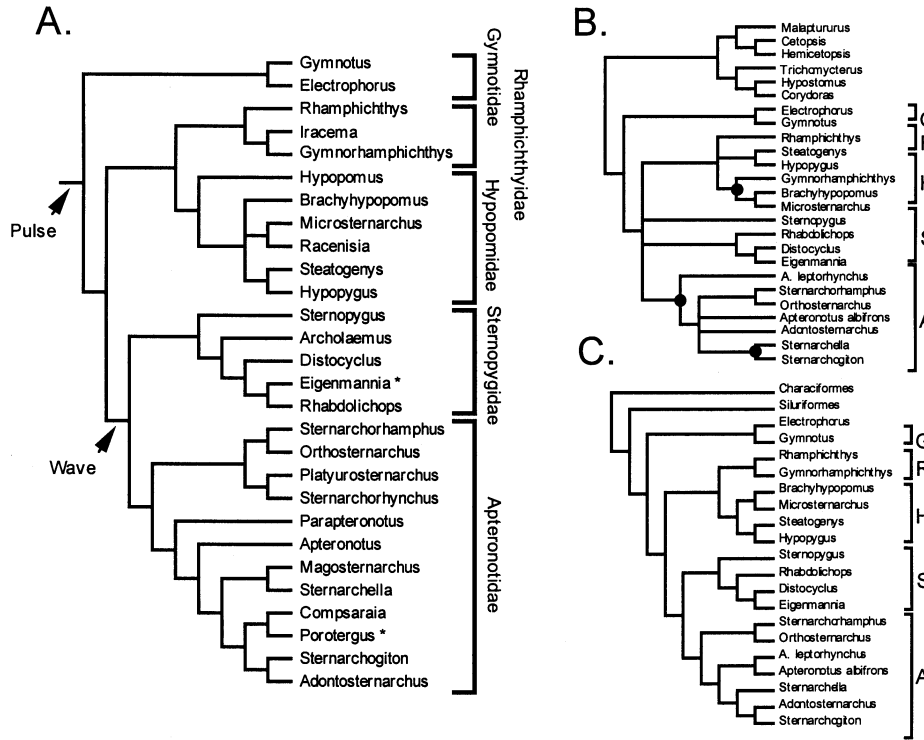 A.
Gymnotus
Electrophorus
Rhamphichthys
Iracema
Gymnorhamphichthys
Hypopomus
Brachyhypopomus
Microsternarchus
Racenisia
Steatogenys
Hypopygus
Sternopygus
Archolaemus
Distocyclus
Eigenmannia *
Rhabdolichops
Sternarchorhamphus
Orthosternarchus
Platyurosternarchus
Sternarchorhynchus
Parapteronotus
Apteronotus
Magosternarchus
Sternarchella
Compsaraia
Porotergus *
Sternarchogiton
Adontosternarchus
Pulse
Wave
Gymnotidae
Rhamphichthyidae
Hypopomidae
Sternopygidae
Apteronotidae
B.
Malapturus
Cetopsis
Hemicetopsis
Trichomycterus
Hypostomus
Corydoras
Electrophorus
Gymnotus
Rhamphichthys
Steatogenys
Hypopygus
Gymnorhamphichthys
Brachyhypopomus
Microsternarchus
Sternopygus
Rhabdolichops
Distocyclus
Eigenmannia
A. leptorhynchus
Sternarchorhamphus
Orthosternarchus
Apteronotus albifrons
Adontosternarchus
Sternarchella
Sternarchogiton
C.
Characiformes
Siluriformes
Electrophorus
Gymnotus
Rhamphichthys
Gymnorhamphichthys
Brachyhypopomus
Microsternarchus
Steatogenys
Hypopygus
Sternopygus
Rhabdolichops
Distocyclus
Eigenmannia
Sternarchorhamphus
Orthosternarchus
A. leptorhynchus
Apteronotus albifrons
Sternarchella
Adontosternarchus
Sternarchogiton